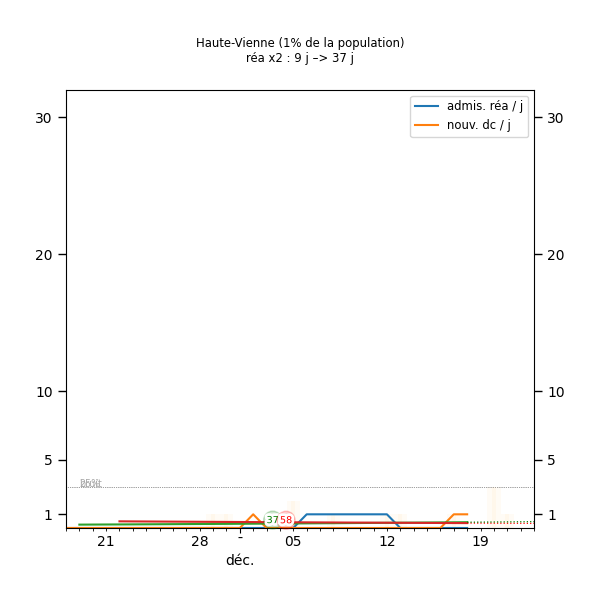 Haute-Vienne (1% de la population)
réa x2 : 9 j –> 37 j
admis. réa / j
nouv. dc / j
30 30
20 20
10 10
5 5
37 58
1 1
21 28 - 05 12 19
déc.